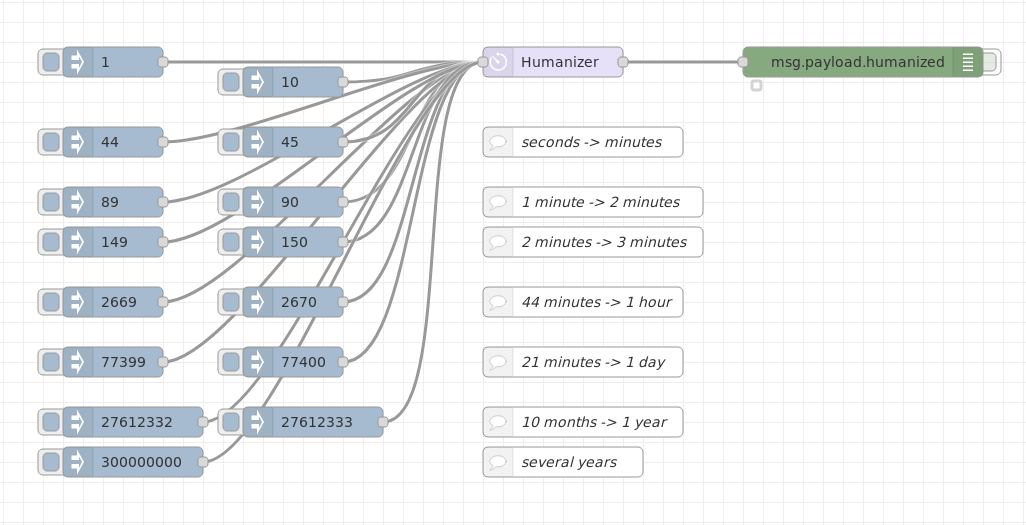 1
Humanizer
msg.payload.humanized
10
44
45
seconds -> minutes
89
90
1 minute -> 2 minutes
149
150
2 minutes -> 3 minutes
2669
2670
44 minutes -> 1 hour
77399
77400
21 minutes -> 1 day
27612332
27612333
10 months -> 1 year
300000000
several years